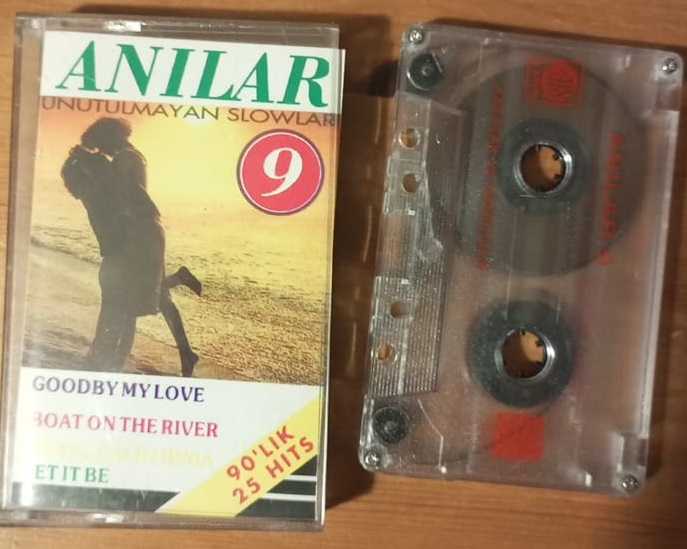 ANILAR
UNUTULMAYAN SLOWLAR
9
GOODBY MY LOVE
BOAT ON THE RIVER
ET IT BE
90'LIK
25 HITS